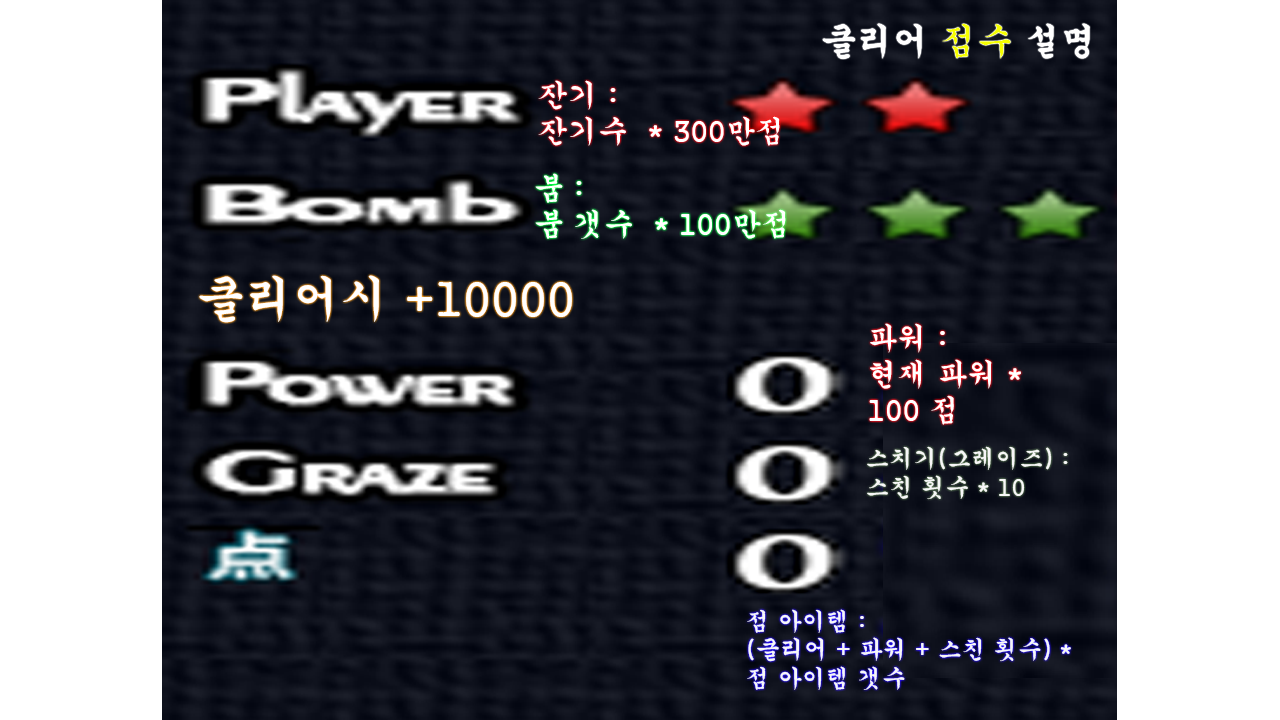 클리어 점수 설명
Player 잔기 :
잔기수 * 300만점
Bomb 붐 :
붐 갯수 * 100만점
클리어시 +10000
파워 :
Power 0 현재 파워 *
100 점
Graze 0 스치기(그레이즈) :
스친 횟수 * 10
点 0
점 아이템 :
(클리어 + 파워 + 스친 횟수) *
점 아이템 갯수